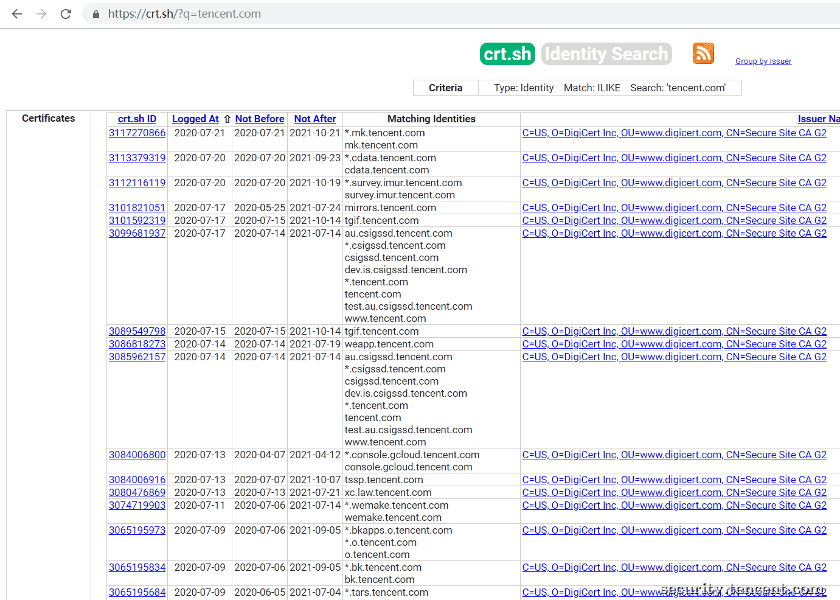 https://crt.sh/?q=tencent.com
crt.sh Identity Search
Group by Issuer
Criteria Type: Identity Match: ILIKE Search: 'tencent.com'
Certificates crt.sh ID Logged At ⇧ Not Before Not After Matching Identities Issuer Na
3117270866 2020-07-21 2020-07-21 2021-10-21 *.mk.tencent.com C=US, O=DigiCert Inc, OU=www.digicert.com, CN=Secure Site CA G2
mk.tencent.com
3113379319 2020-07-20 2020-07-20 2021-09-23 *.cdata.tencent.com C=US, O=DigiCert Inc, OU=www.digicert.com, CN=Secure Site CA G2
cdata.tencent.com
3112116119 2020-07-20 2020-07-20 2021-10-19 *.survey.imur.tencent.com C=US, O=DigiCert Inc, OU=www.digicert.com, CN=Secure Site CA G2
survey.imur.tencent.com
3101821051 2020-07-17 2020-05-25 2021-07-24 mirrors.tencent.com C=US, O=DigiCert Inc, OU=www.digicert.com, CN=Secure Site CA G2
3101592319 2020-07-17 2020-07-15 2021-10-14 tgif.tencent.com C=US, O=DigiCert Inc, OU=www.digicert.com, CN=Secure Site CA G2
3099681937 2020-07-17 2020-07-14 2021-07-14 au.csigssd.tencent.com C=US, O=DigiCert Inc, OU=www.digicert.com, CN=Secure Site CA G2
*.csigssd.tencent.com
csigssd.tencent.com
dev.is.csigssd.tencent.com
*.tencent.com
tencent.com
test.au.csigssd.tencent.com
www.tencent.com
3089549798 2020-07-15 2020-07-15 2021-10-14 tgif.tencent.com C=US, O=DigiCert Inc, OU=www.digicert.com, CN=Secure Site CA G2
3086818273 2020-07-14 2020-07-14 2021-07-19 weapp.tencent.com C=US, O=DigiCert Inc, OU=www.digicert.com, CN=Secure Site CA G2
3085962157 2020-07-14 2020-07-14 2021-07-14 au.csigssd.tencent.com C=US, O=DigiCert Inc, OU=www.digicert.com, CN=Secure Site CA G2
*.csigssd.tencent.com
csigssd.tencent.com
dev.is.csigssd.tencent.com
*.tencent.com
tencent.com
test.au.csigssd.tencent.com
www.tencent.com
3084006800 2020-07-13 2020-04-07 2021-04-12 *.console.gcloud.tencent.com C=US, O=DigiCert Inc, OU=www.digicert.com, CN=Secure Site CA G2
console.gcloud.tencent.com
3084006916 2020-07-13 2020-07-07 2021-10-07 tssp.tencent.com C=US, O=DigiCert Inc, OU=www.digicert.com, CN=Secure Site CA G2
3080476869 2020-07-13 2020-07-13 2021-07-21 xc.law.tencent.com C=US, O=DigiCert Inc, OU=www.digicert.com, CN=Secure Site CA G2
3074719903 2020-07-11 2020-07-06 2021-07-14 *.wemake.tencent.com C=US, O=DigiCert Inc, OU=www.digicert.com, CN=Secure Site CA G2
wemake.tencent.com
3065195973 2020-07-09 2020-07-06 2021-09-05 *.bkapps.o.tencent.com C=US, O=DigiCert Inc, OU=www.digicert.com, CN=Secure Site CA G2
*.o.tencent.com
o.tencent.com
3065195834 2020-07-09 2020-07-06 2021-09-05 *.bk.tencent.com C=US, O=DigiCert Inc, OU=www.digicert.com, CN=Secure Site CA G2
bk.tencent.com
3065195684 2020-07-09 2020-06-05 2021-07-04 *.tars.tencent.com C=US, O=DigiCert Inc, OU=www.digicert.com, CN=Secure Site CA G2
security.tencent.com